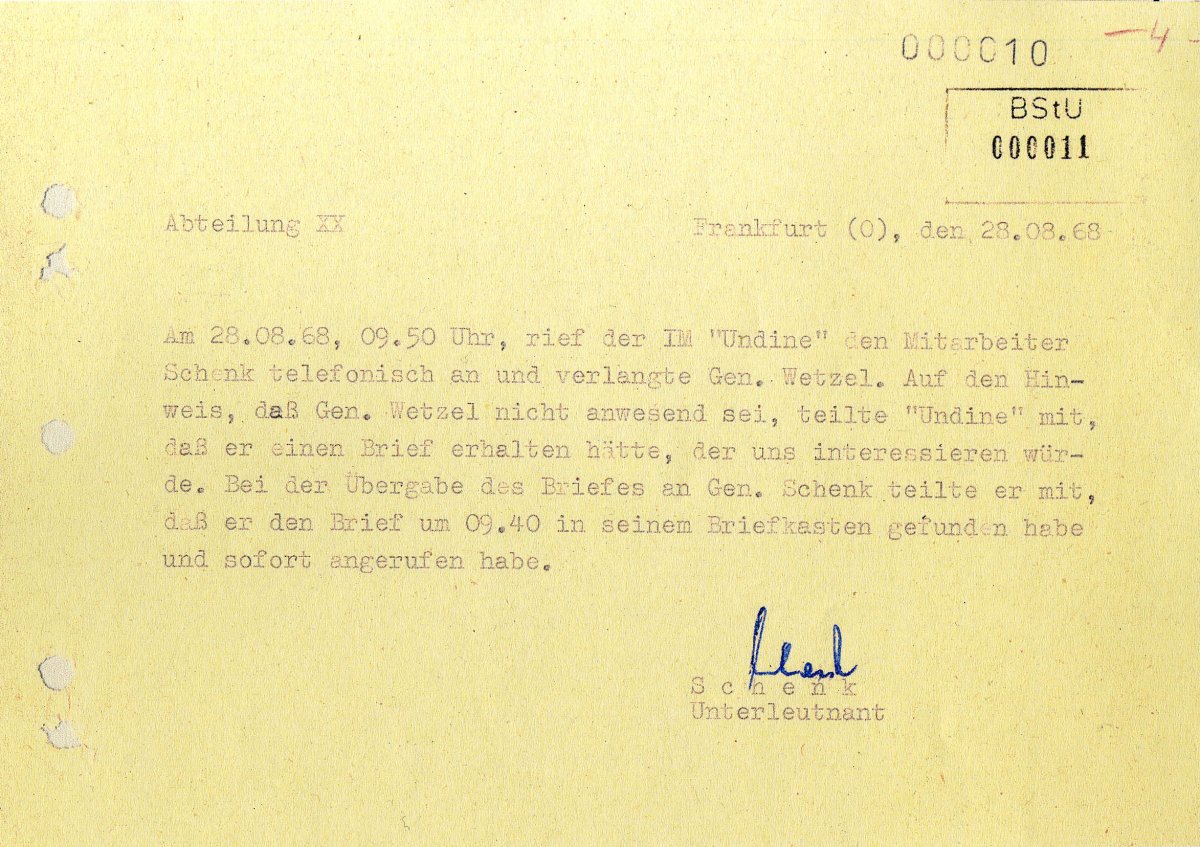 000010 - 4 -
BStU
000011
Abteilung XX Frankfurt (O), den 28.08.68
Am 28.08.68, 09.50 Uhr, rief der IM "Undine" den Mitarbeiter
Schenk telefonisch an und verlangte Gen. Wetzel. Auf den Hin-
weis, daß Gen. Wetzel nicht anwesend sei, teilte "Undine" mit,
daß er einen Brief erhalten hätte, der uns interessieren wür-
de. Bei der Übergabe des Briefes an Gen. Schenk teilte er mit,
daß er den Brief um 09.40 in seinem Briefkasten gefunden habe
und sofort angerufen habe.
Schenk
S c h e n k
Unterleutnant